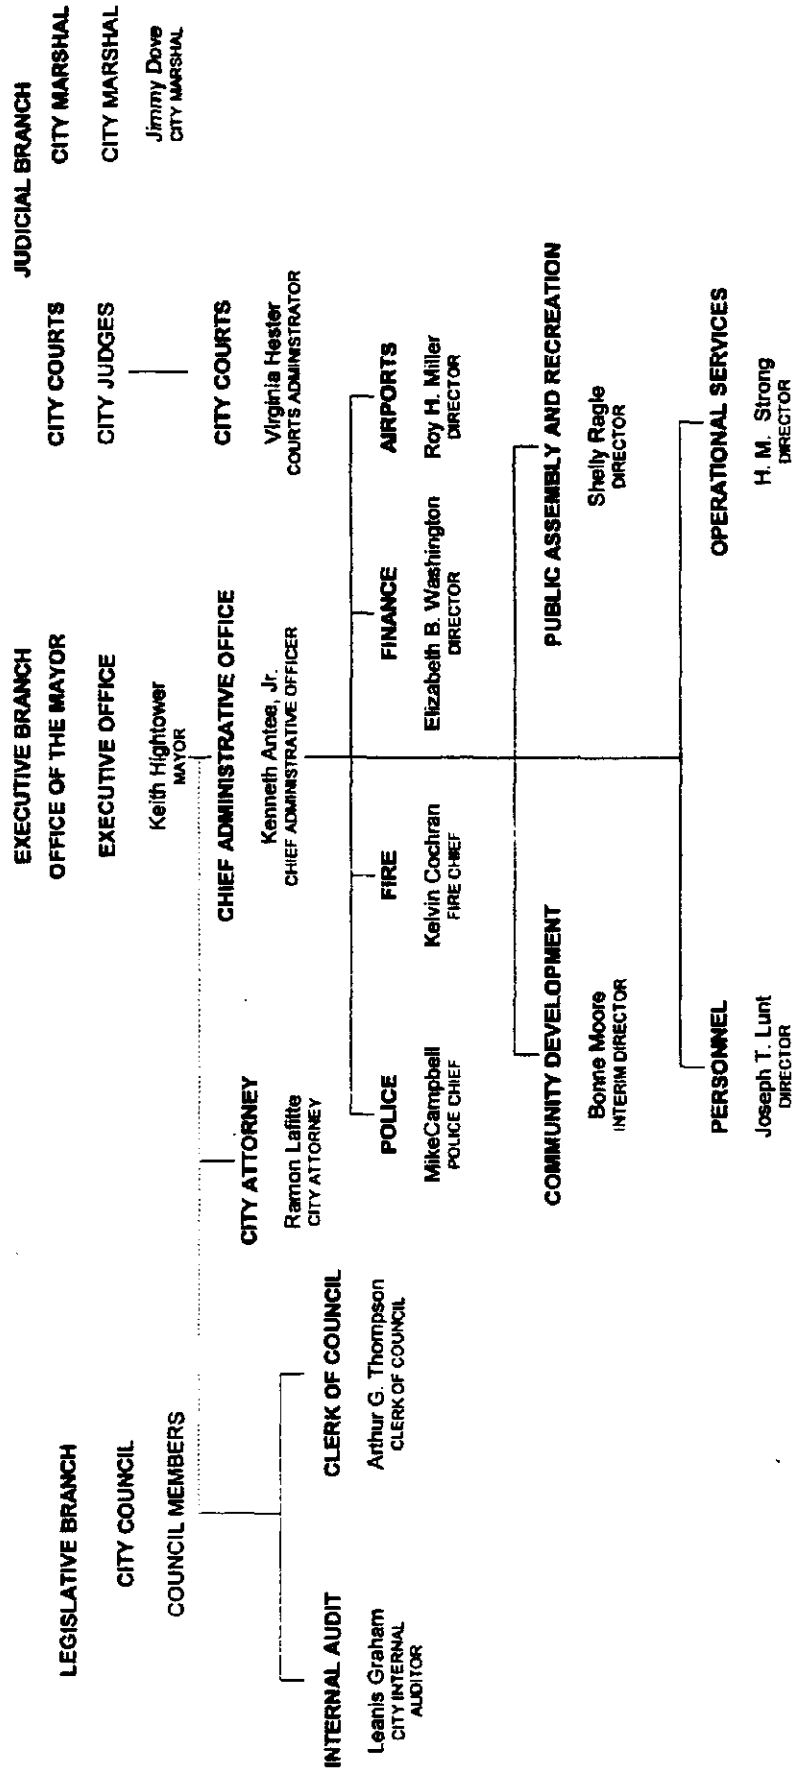 LEGISLATIVE BRANCH
CITY COUNCIL
COUNCIL MEMBERS
INTERNAL AUDIT
Leanis Graham
CITY INTERNAL
AUDITOR
CLERK OF COUNCIL
Arthur G. Thompson
CLERK OF COUNCIL
EXECUTIVE BRANCH
OFFICE OF THE MAYOR
EXECUTIVE OFFICE
Keith Hightower
MAYOR
CITY ATTORNEY
Ramon Lafitte
CITY ATTORNEY
CHIEF ADMINISTRATIVE OFFICE
Kenneth Antee, Jr.
CHIEF ADMINISTRATIVE OFFICER
POLICE
MikeCampbell
POLICE CHIEF
FIRE
Kelvin Cochran
FIRE CHIEF
FINANCE
Elizabeth B. Washington
DIRECTOR
AIRPORTS
Roy H. Miller
DIRECTOR
COMMUNITY DEVELOPMENT
Bonne Moore
INTERIM DIRECTOR
PUBLIC ASSEMBLY AND RECREATION
Shelly Ragle
DIRECTOR
PERSONNEL
Joseph T. Lunt
DIRECTOR
OPERATIONAL SERVICES
H. M. Strong
DIRECTOR
JUDICIAL BRANCH
CITY COURTS
CITY JUDGES
CITY COURTS
Virginia Hester
COURTS ADMINISTRATOR
CITY MARSHAL
CITY MARSHAL
Jimmy Dove
CITY MARSHAL